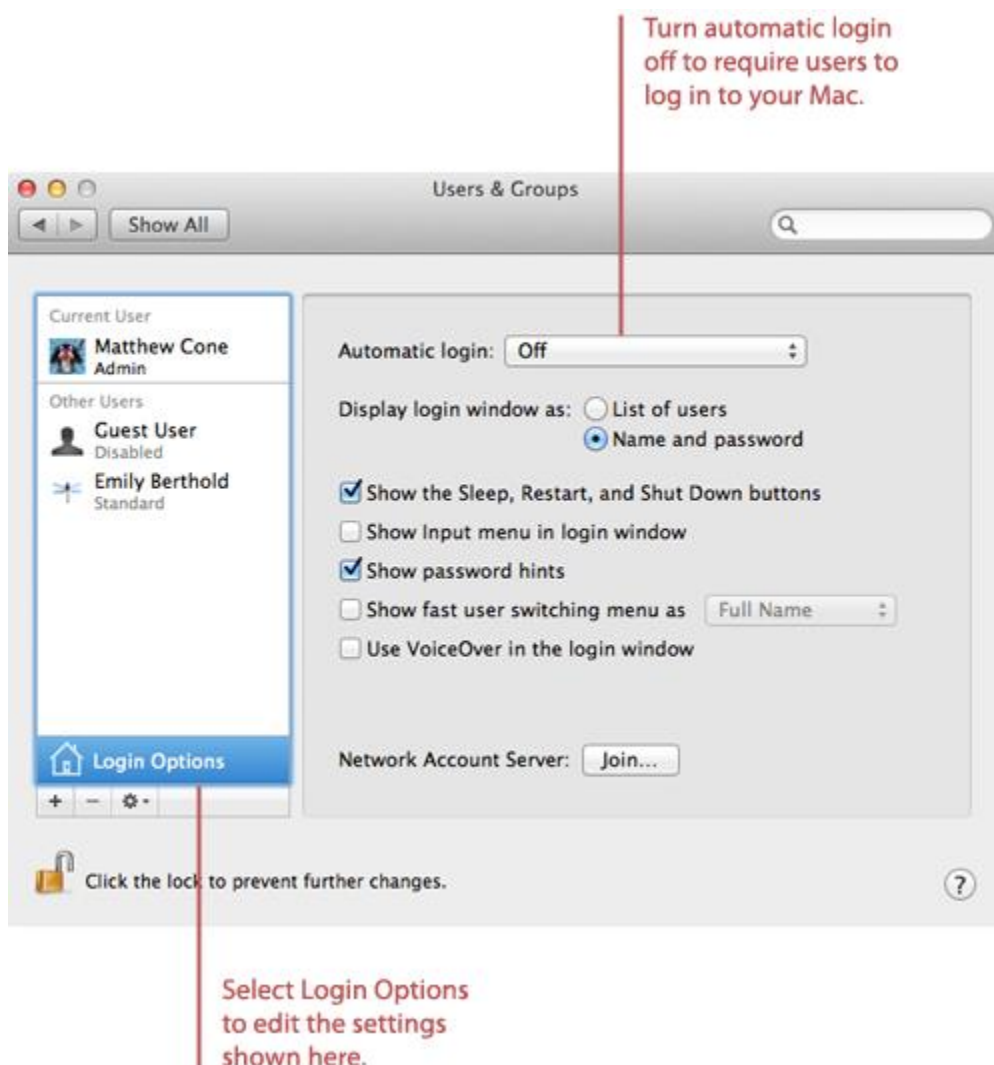 Turn automatic login
off to require users to
log in to your Mac.
Users & Groups
Show All
Current User
Matthew Cone
Admin
Other Users
Guest User
Disabled
Emily Berthold
Standard
Login Options
Automatic login: Off
Display login window as: List of users
Name and password
Show the Sleep, Restart, and Shut Down buttons
Show Input menu in login window
Show password hints
Show fast user switching menu as Full Name
Use VoiceOver in the login window
Network Account Server: Join...
Click the lock to prevent further changes.
?
Select Login Options
to edit the settings
shown here.